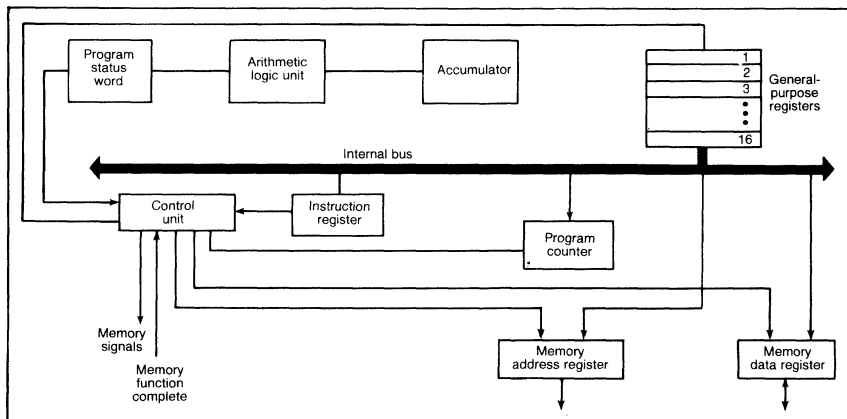 Program
status
word
Arithmetic
logic unit
Accumulator
1
2
3
16
General-
purpose
registers
Internal bus
Control
unit
Instruction
register
Program
counter
Memory
signals
Memory
function
complete
Memory
address register
Memory
data register